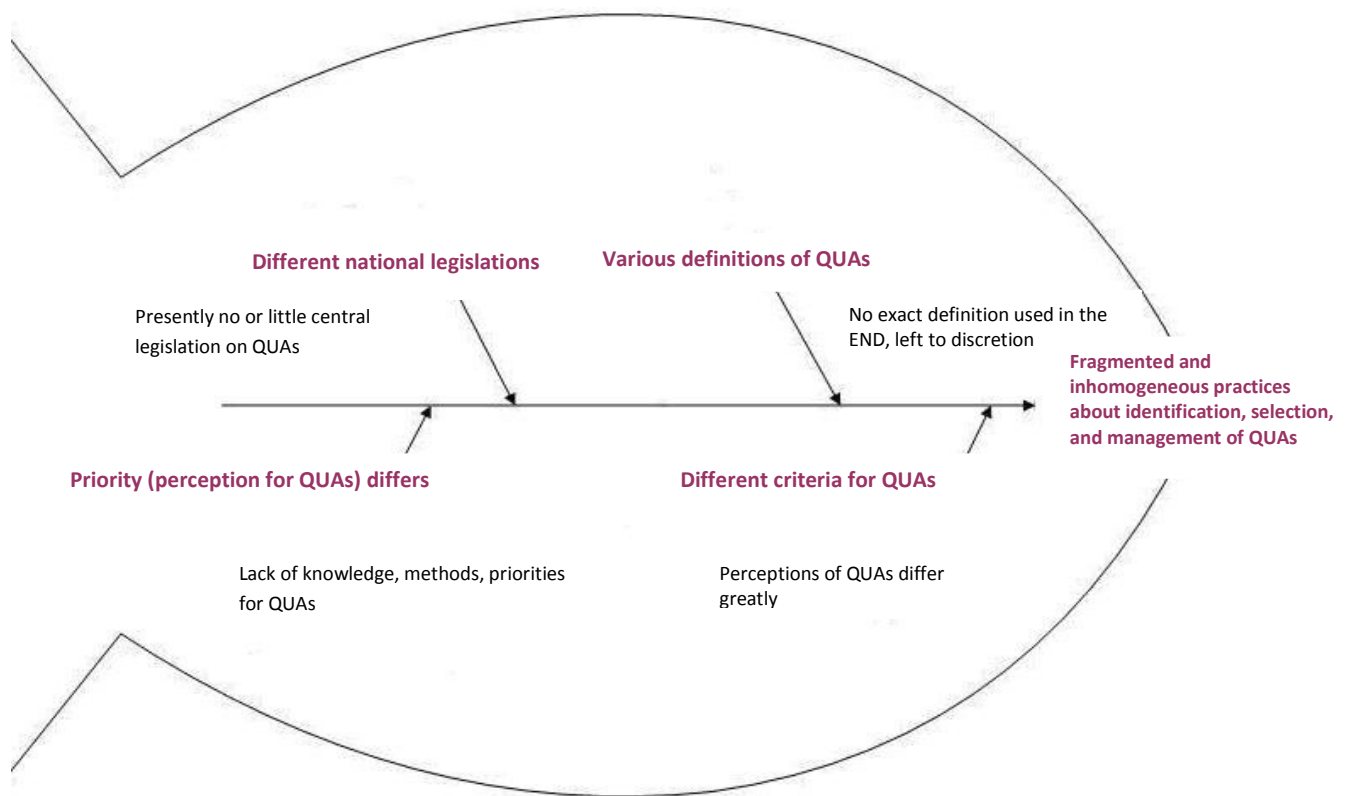 Different national legislations
Various definitions of QUAs
Presently no or little central
legislation on QUAs
No exact definition used in the
END, left to discretion
Fragmented and
inhomogeneous practices
about identification, selection,
and management of QUAs
Priority (perception for QUAs) differs
Different criteria for QUAs
Lack of knowledge, methods, priorities
for QUAs
Perceptions of QUAs differ
greatly